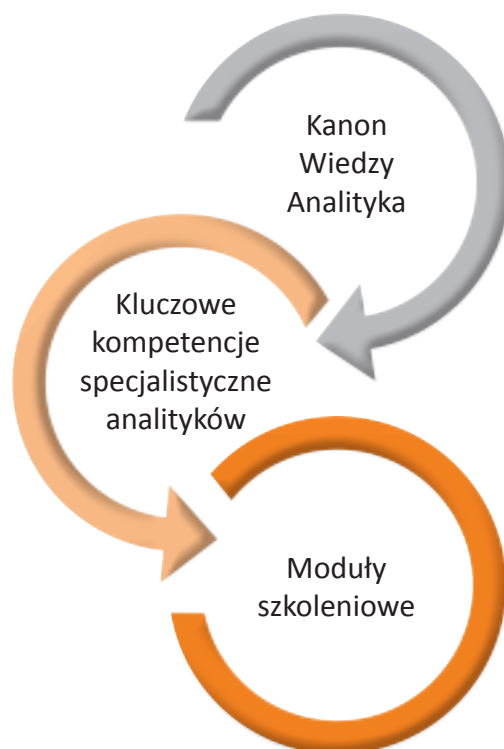 Kanon
Wiedzy
Analityka
Kluczowe
kompetencje
specjalistyczne
analityków
Moduły
szkoleniowe